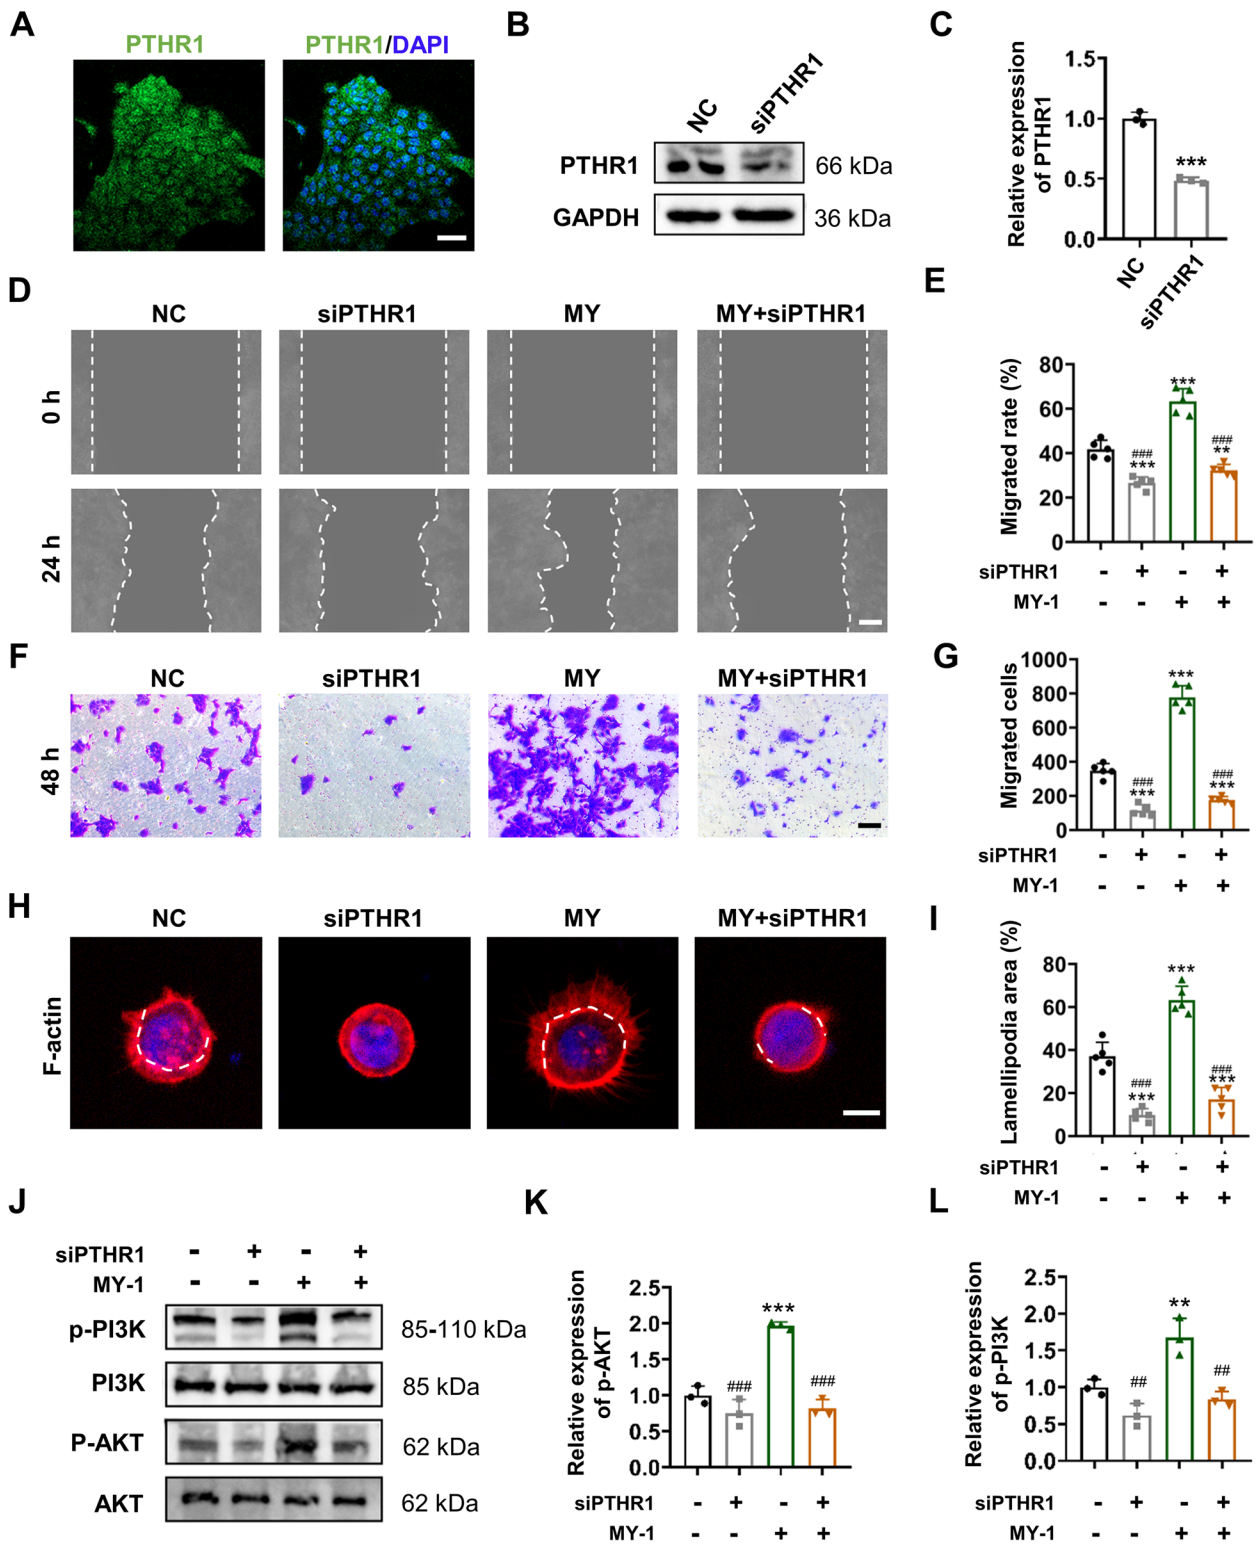 A
PTHR1
PTHR1/DAPI
B
NC
siPTHR1
PTHR1
66 kDa
GAPDH
36 kDa
C
Relative expression
of PTHR1
1.5
1.0
0.5
0.0
***
NC
siPTHR1
D
NC
siPTHR1
MY
MY+siPTHR1
0 h
24 h
E
Migrated rate (%)
80
60
40
20
0
###
***
***
###
**
siPTHR1
- + - +
MY-1
- - + +
F
NC
siPTHR1
MY
MY+siPTHR1
48 h
G
Migrated cells
1000
800
600
400
200
0
###
***
***
###
***
siPTHR1
- + - +
MY-1
- - + +
H
NC
siPTHR1
MY
MY+siPTHR1
F-actin
I
Lamellipodia area (%)
80
60
40
20
0
###
***
***
###
***
siPTHR1
- + - +
MY-1
- - + +
J
siPTHR1
- + - +
MY-1
- - + +
p-PI3K
85-110 kDa
PI3K
85 kDa
P-AKT
62 kDa
AKT
62 kDa
K
Relative expression
of p-AKT
2.5
2.0
1.5
1.0
0.5
0.0
###
***
###
siPTHR1
- + - +
MY-1
- - + +
L
Relative expression
of p-PI3K
2.5
2.0
1.5
1.0
0.5
0.0
##
**
##
siPTHR1
- + - +
MY-1
- - + +